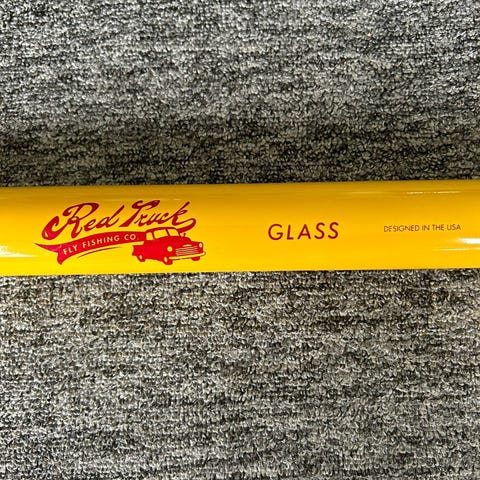 Red Truck
FLY FISHING CO.
GLASS
DESIGNED IN THE USA